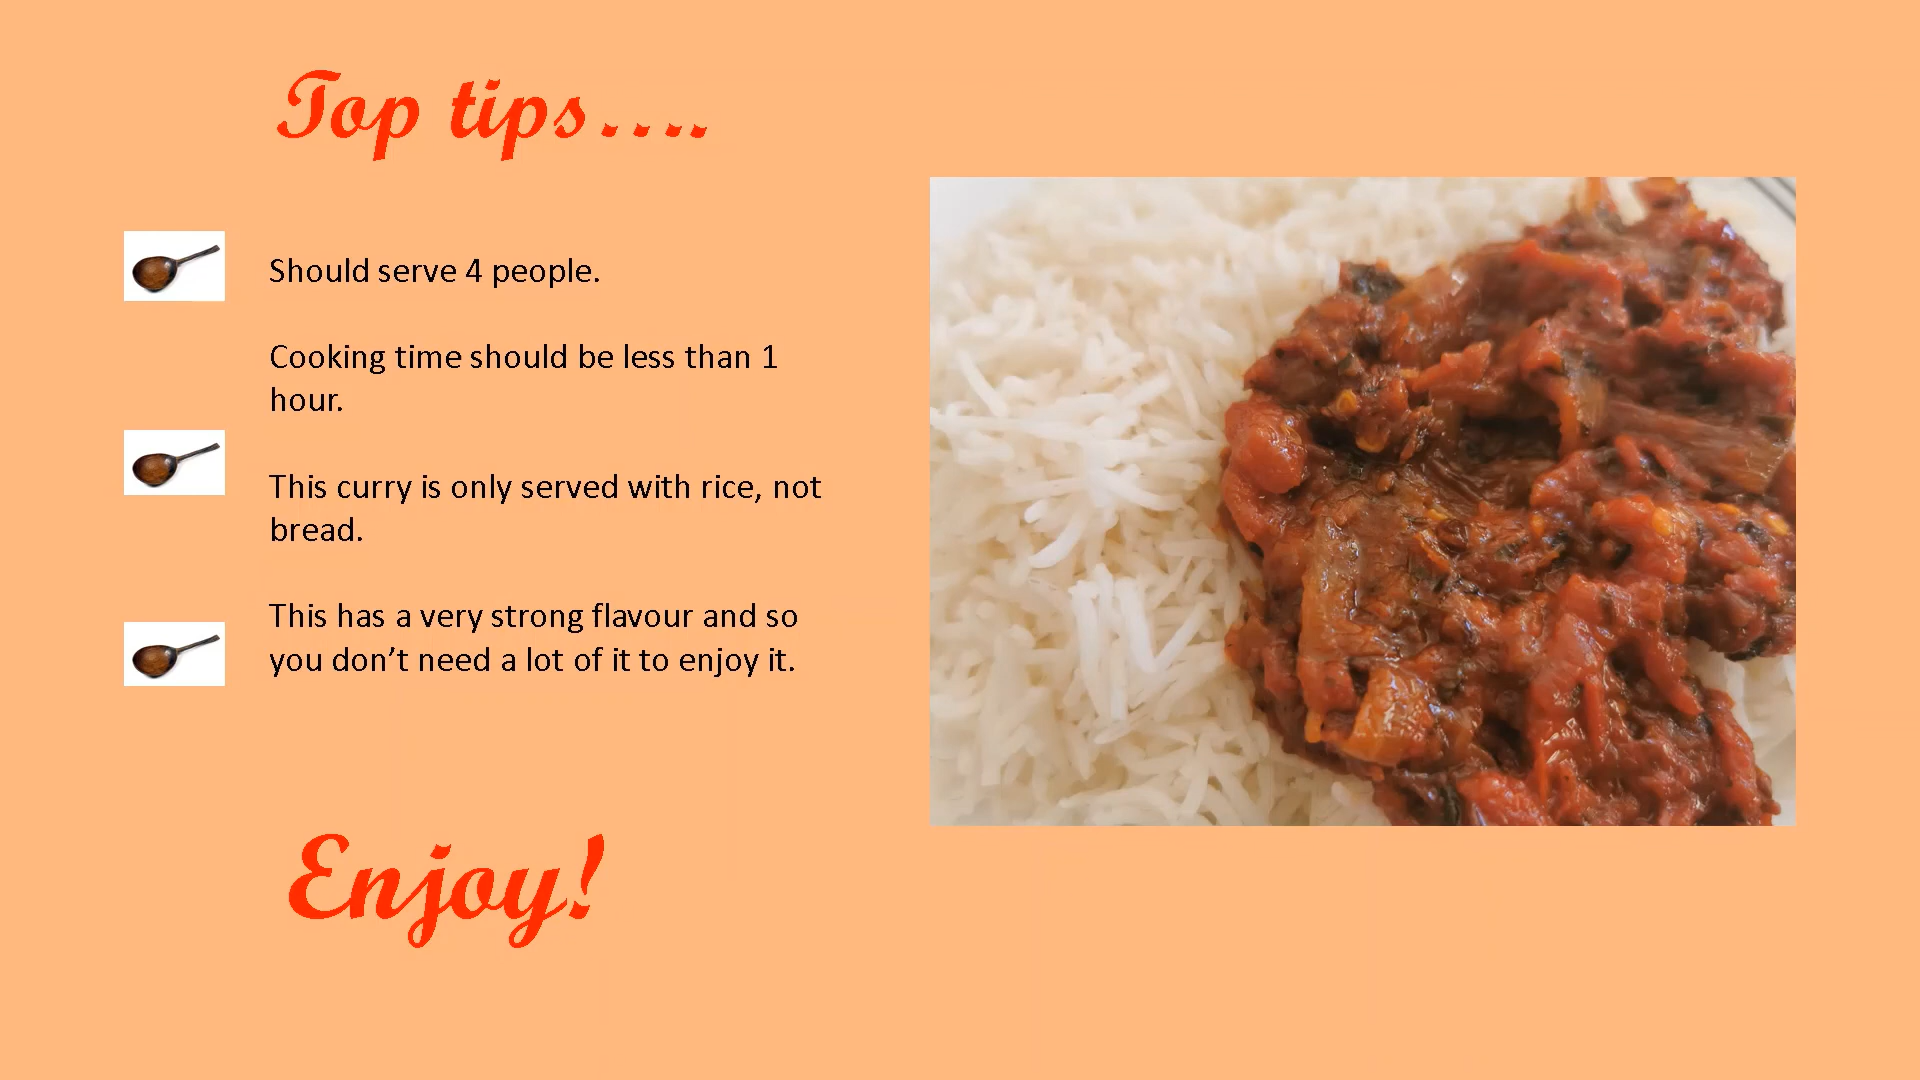 Top tips....
Should serve 4 people.
Cooking time should be less than 1
hour.
This curry is only served with rice, not
bread.
This has a very strong flavour and so
you don’t need a lot of it to enjoy it.
Enjoy!